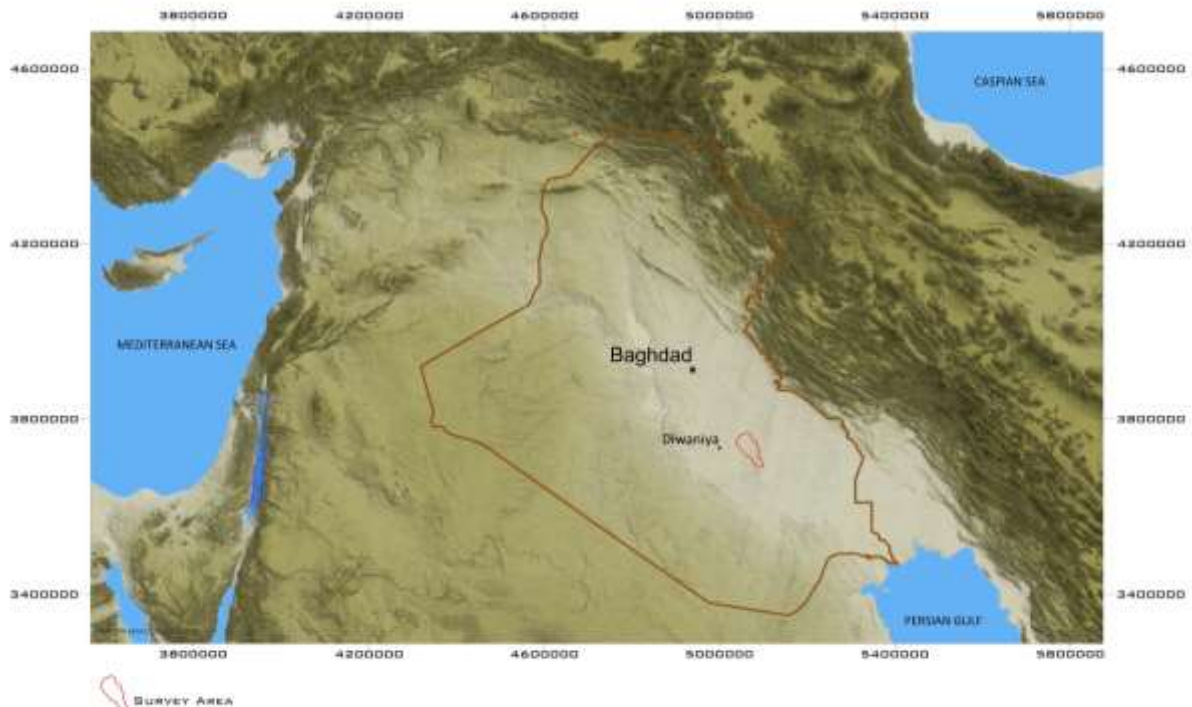 3800000 4200000 4600000 5000000 5400000 5800000
4600000 4600000
CASPIAN SEA
4200000 4200000
MEDITERRANEAN SEA
Baghdad
3800000 3800000
Diwaniya
3400000 3400000
PERSIAN GULF
3800000 4200000 4600000 5000000 5400000 5800000
SURVEY AREA